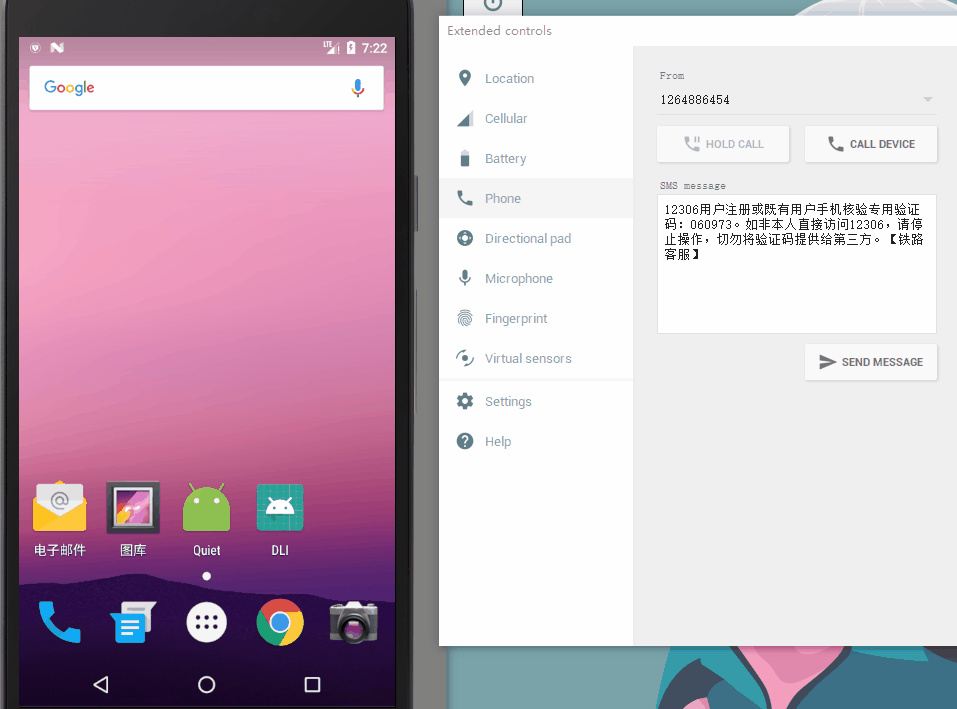 LTE
7:22
Google
电子邮件
图库
Quiet
DLI
Extended controls
Location
Cellular
Battery
Phone
Directional pad
Microphone
Fingerprint
Virtual sensors
Settings
Help
From
1264886454
HOLD CALL
CALL DEVICE
SMS message
12306用户注册或既有用户手机核验专用验证
码：060973。如非本人直接访问12306，请停
止操作，切勿将验证码提供给第三方。【铁路
客服】
SEND MESSAGE